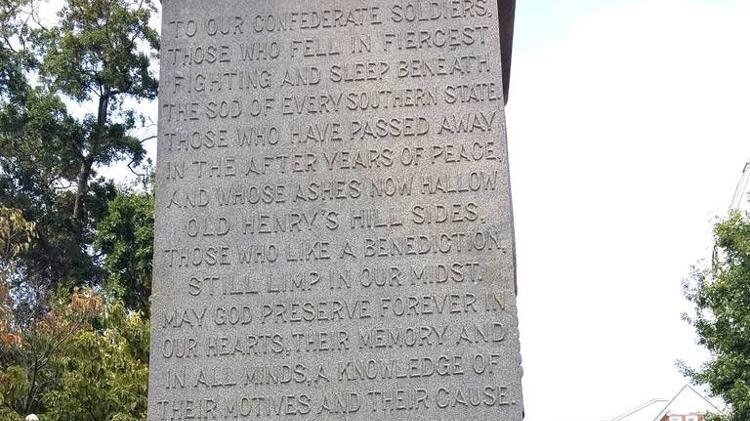 TO OUR CONFEDERATE SOLDIERS.
THOSE WHO FELL IN FIERCEST
FIGHTING AND SLEEP BENEATH
THE SOD OF EVERY SOUTHERN STATE.
THOSE WHO HAVE PASSED AWAY
IN THE AFTER YEARS OF PEACE,
AND WHOSE ASHES NOW HALLOW
OLD HENRY'S HILL SIDES.
THOSE WHO LIKE A BENEDICTION,
STILL LIMP IN OUR MIDST.
MAY GOD PRESERVE FOREVER IN
OUR HEARTS, THEIR MEMORY AND
IN ALL MINDS, A KNOWLEDGE OF
THEIR MOTIVES AND THEIR CAUSE.